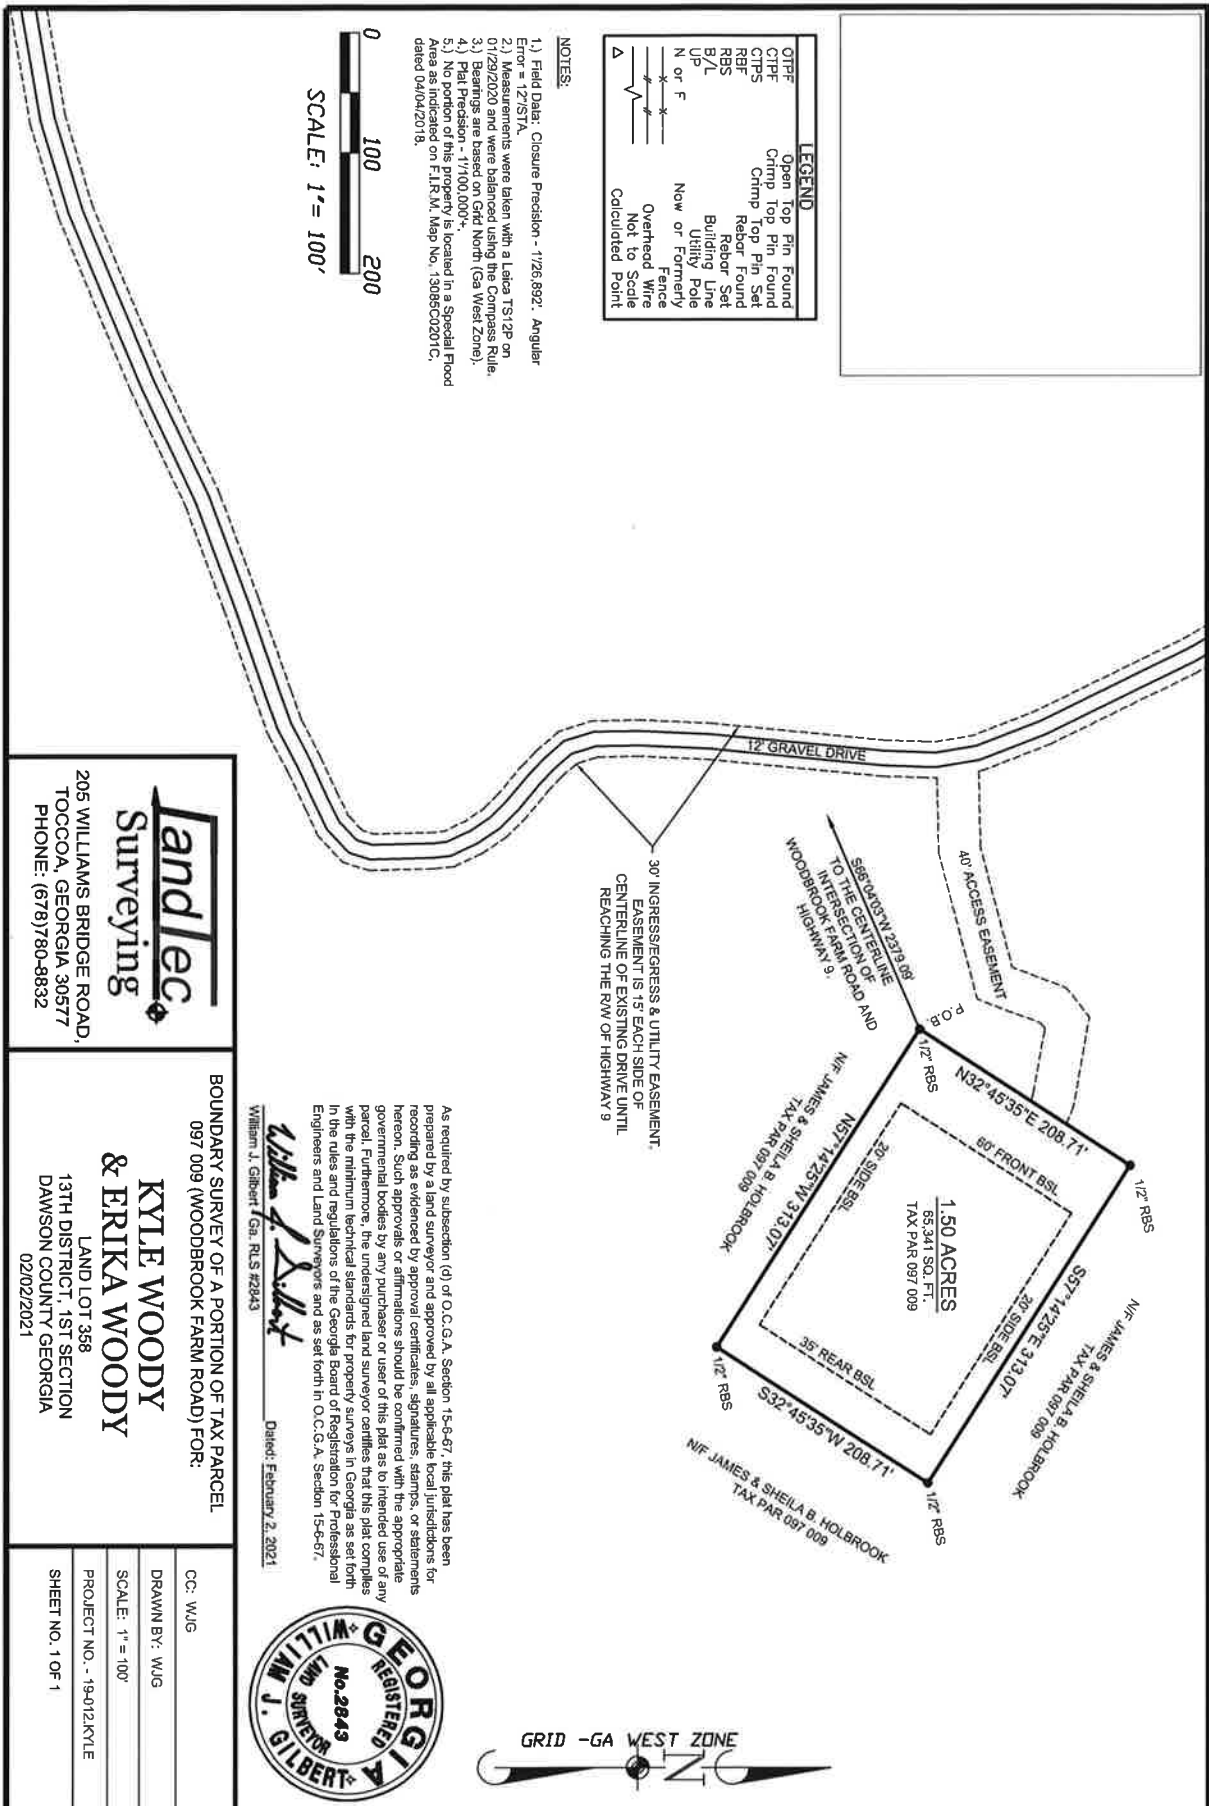 LEGEND
OTPF Open Top Pin Found
CTPF Crimp Top Pin Found
CTPS Crimp Top Pin Set
RBF Rebar Found
RBS Rebar Set
B/L Building Line
UP Utility Pole
N or F Now or Formerly
Fence
Overhead Wire
Not to Scale
Δ Calculated Point
NOTES:
1.) Field Data: Closure Precision - 1'/26,892'. Angular
Error = 12"/STA.
2.) Measurements were taken with a Leica TS12P on
01/29/2020 and were balanced using the Compass Rule.
3.) Bearings are based on Grid North (Ga West Zone).
4.) Plat Precision - 1'/100,000'+.
5.) No portion of this property is located in a Special Flood
Area as indicated on F.I.R.M. Map No. 13085C0201C,
dated 04/04/2018.
0 100 200
SCALE: 1"= 100'
12' GRAVEL DRIVE
40' ACCESS EASEMENT
S66°04'03"W 2379.09'
TO THE CENTERLINE
INTERSECTION OF
WOODBROOK FARM ROAD AND
HIGHWAY 9.
30' INGRESS/EGRESS & UTILITY EASEMENT.
EASEMENT IS 15' EACH SIDE OF
CENTERLINE OF EXISTING DRIVE UNTIL
REACHING THE R/W OF HIGHWAY 9
P.O.B.
1/2" RBS
N32°45'35"E 208.71'
1/2" RBS
S57°14'25"E 313.07'
1/2" RBS
S32°45'35"W 208.71'
1/2" RBS
N57°14'25"W 313.07'
60' FRONT BSL
20' SIDE BSL
20' SIDE BSL
35' REAR BSL
1.50 ACRES
65,341 SQ. FT.
TAX PAR 097 009
N/F JAMES & SHEILA B. HOLBROOK
TAX PAR 097 009
N/F JAMES & SHEILA B. HOLBROOK
TAX PAR 097 009
N/F JAMES & SHEILA B. HOLBROOK
TAX PAR 097 009
As required by subsection (d) of O.C.G.A. Section 15-6-67, this plat has been
prepared by a land surveyor and approved by all applicable local jurisdictions for
recording as evidenced by approval certificates, signatures, stamps, or statements
hereon. Such approvals or affirmations should be confirmed with the appropriate
governmental bodies by any purchaser or user of this plat as to intended use of any
parcel. Furthermore, the undersigned land surveyor certifies that this plat complies
with the minimum technical standards for property surveys in Georgia as set forth
in the rules and regulations of the Georgia Board of Registration for Professional
Engineers and Land Surveyors and as set forth in O.C.G.A. Section 15-6-67.
William J. Gilbert
William J. Gilbert Ga. RLS #2843
Dated: February 2, 2021
GEORGIA
REGISTERED
No.2843
LAND SURVEYOR
WILLIAM J. GILBERT
GRID -GA WEST ZONE
N
LandTec
Surveying
205 WILLIAMS BRIDGE ROAD,
TOCCOA, GEORGIA 30577
PHONE: (678)780-8832
BOUNDARY SURVEY OF A PORTION OF TAX PARCEL
097 009 (WOODBROOK FARM ROAD) FOR:
KYLE WOODY
& ERIKA WOODY
LAND LOT 358
13TH DISTRICT, 1ST SECTION
DAWSON COUNTY GEORGIA
02/02/2021
CC: WJG
DRAWN BY: WJG
SCALE: 1" = 100'
PROJECT NO. - 19-012.KYLE
SHEET NO. 1 OF 1